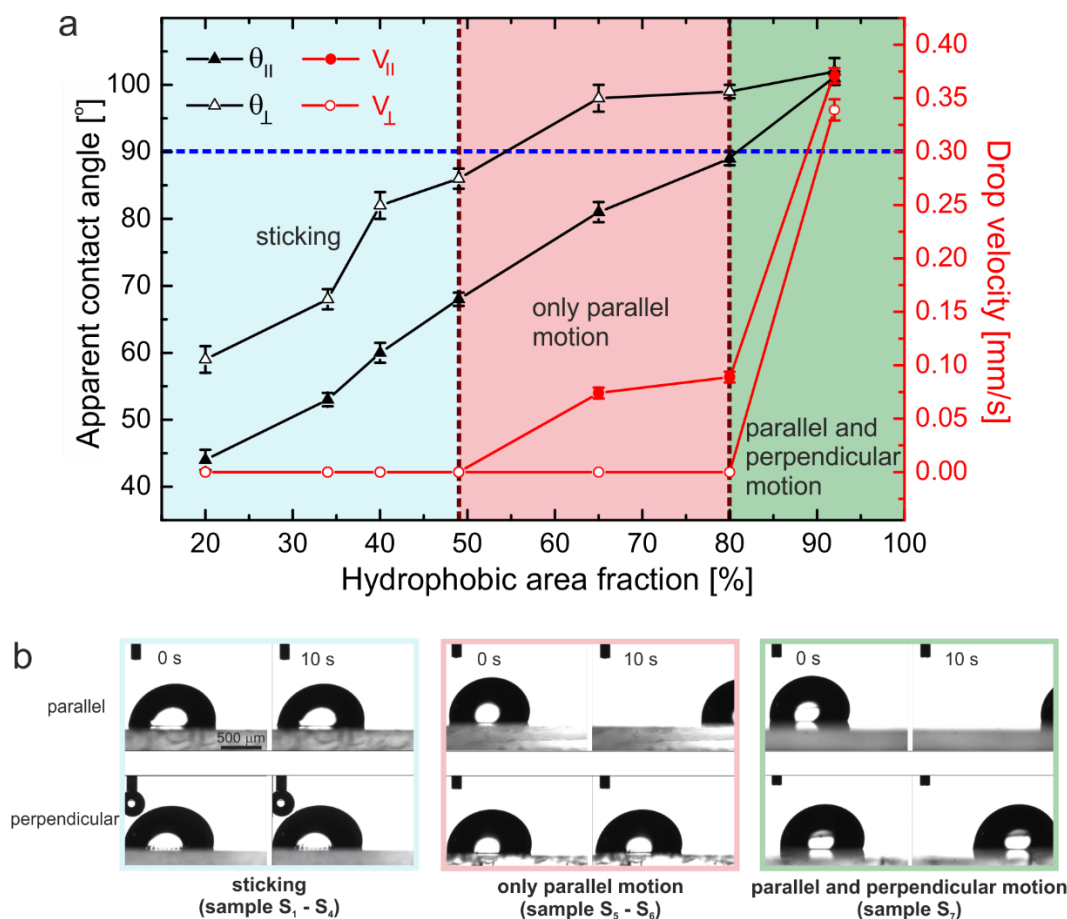 a
θ||
θ⊥
V||
V⊥
sticking
only parallel
motion
parallel and
perpendicular
motion
Apparent contact angle [°]
100
90
80
70
60
50
40
Drop velocity [mm/s]
0.40
0.35
0.30
0.25
0.20
0.15
0.10
0.05
0.00
20 30 40 50 60 70 80 90 100
Hydrophobic area fraction [%]
b
parallel
perpendicular
0 s 10 s
500 μm
0 s 10 s
0 s 10 s
sticking
(sample S₁ - S₄)
only parallel motion
(sample S₅ - S₆)
parallel and perpendicular motion
(sample S₇)